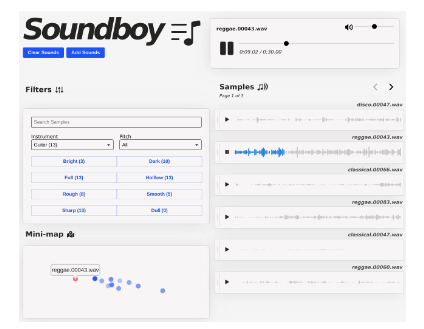 Soundboy
Clear Sounds
Add Sounds
reggae.00043.wav
0:09.02 / 0:30.00
Filters
Search Samples
Instrument
Guitar (13)
Pitch
All
Bright (3)
Dark (10)
Full (13)
Hollow (13)
Rough (8)
Smooth (5)
Sharp (13)
Dull (0)
Mini-map
reggae.00043.wav
Samples
Page 1 of 1
disco.00047.wav
reggae.00043.wav
classical.00066.wav
reggae.00083.wav
classical.00047.wav
reggae.00060.wav